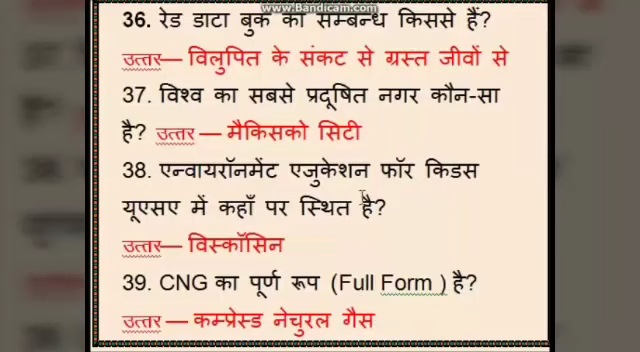 www.Bandicam.com
36. रेड डाटा बुक का सम्बन्ध किससे हैं?
उत्तर— विलुपित के संकट से ग्रस्त जीवों से
37. विश्व का सबसे प्रदूषित नगर कौन-सा
है? उत्तर — मैकिसको सिटी
38. एन्वायरॉनमेंट एजुकेशन फॉर किडस
यूएसए में कहाँ पर स्थित है?
उत्तर— विस्कॉसिन
39. CNG का पूर्ण रूप (Full Form ) है?
उत्तर — कम्प्रेस्ड नेचुरल गैस